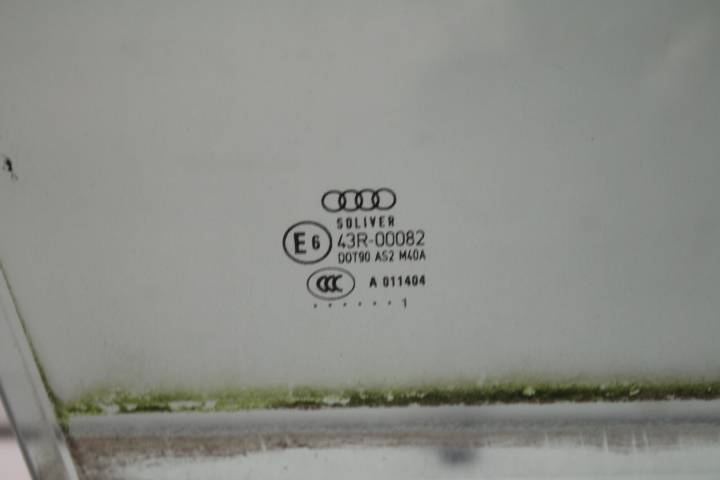 SOLIVER
E6 43R-00082
DOT90 AS2 M40A
CCC A 011404
. . . . . . . 1